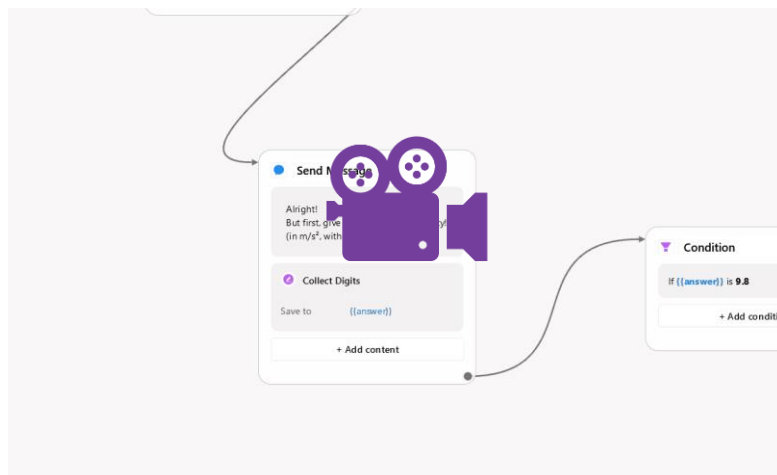 Send Message
Alright!
But first, give
(in m/s², with
Collect Digits
Save to {{answer}}
+ Add content
Condition
If {{answer}} is 9.8
+ Add